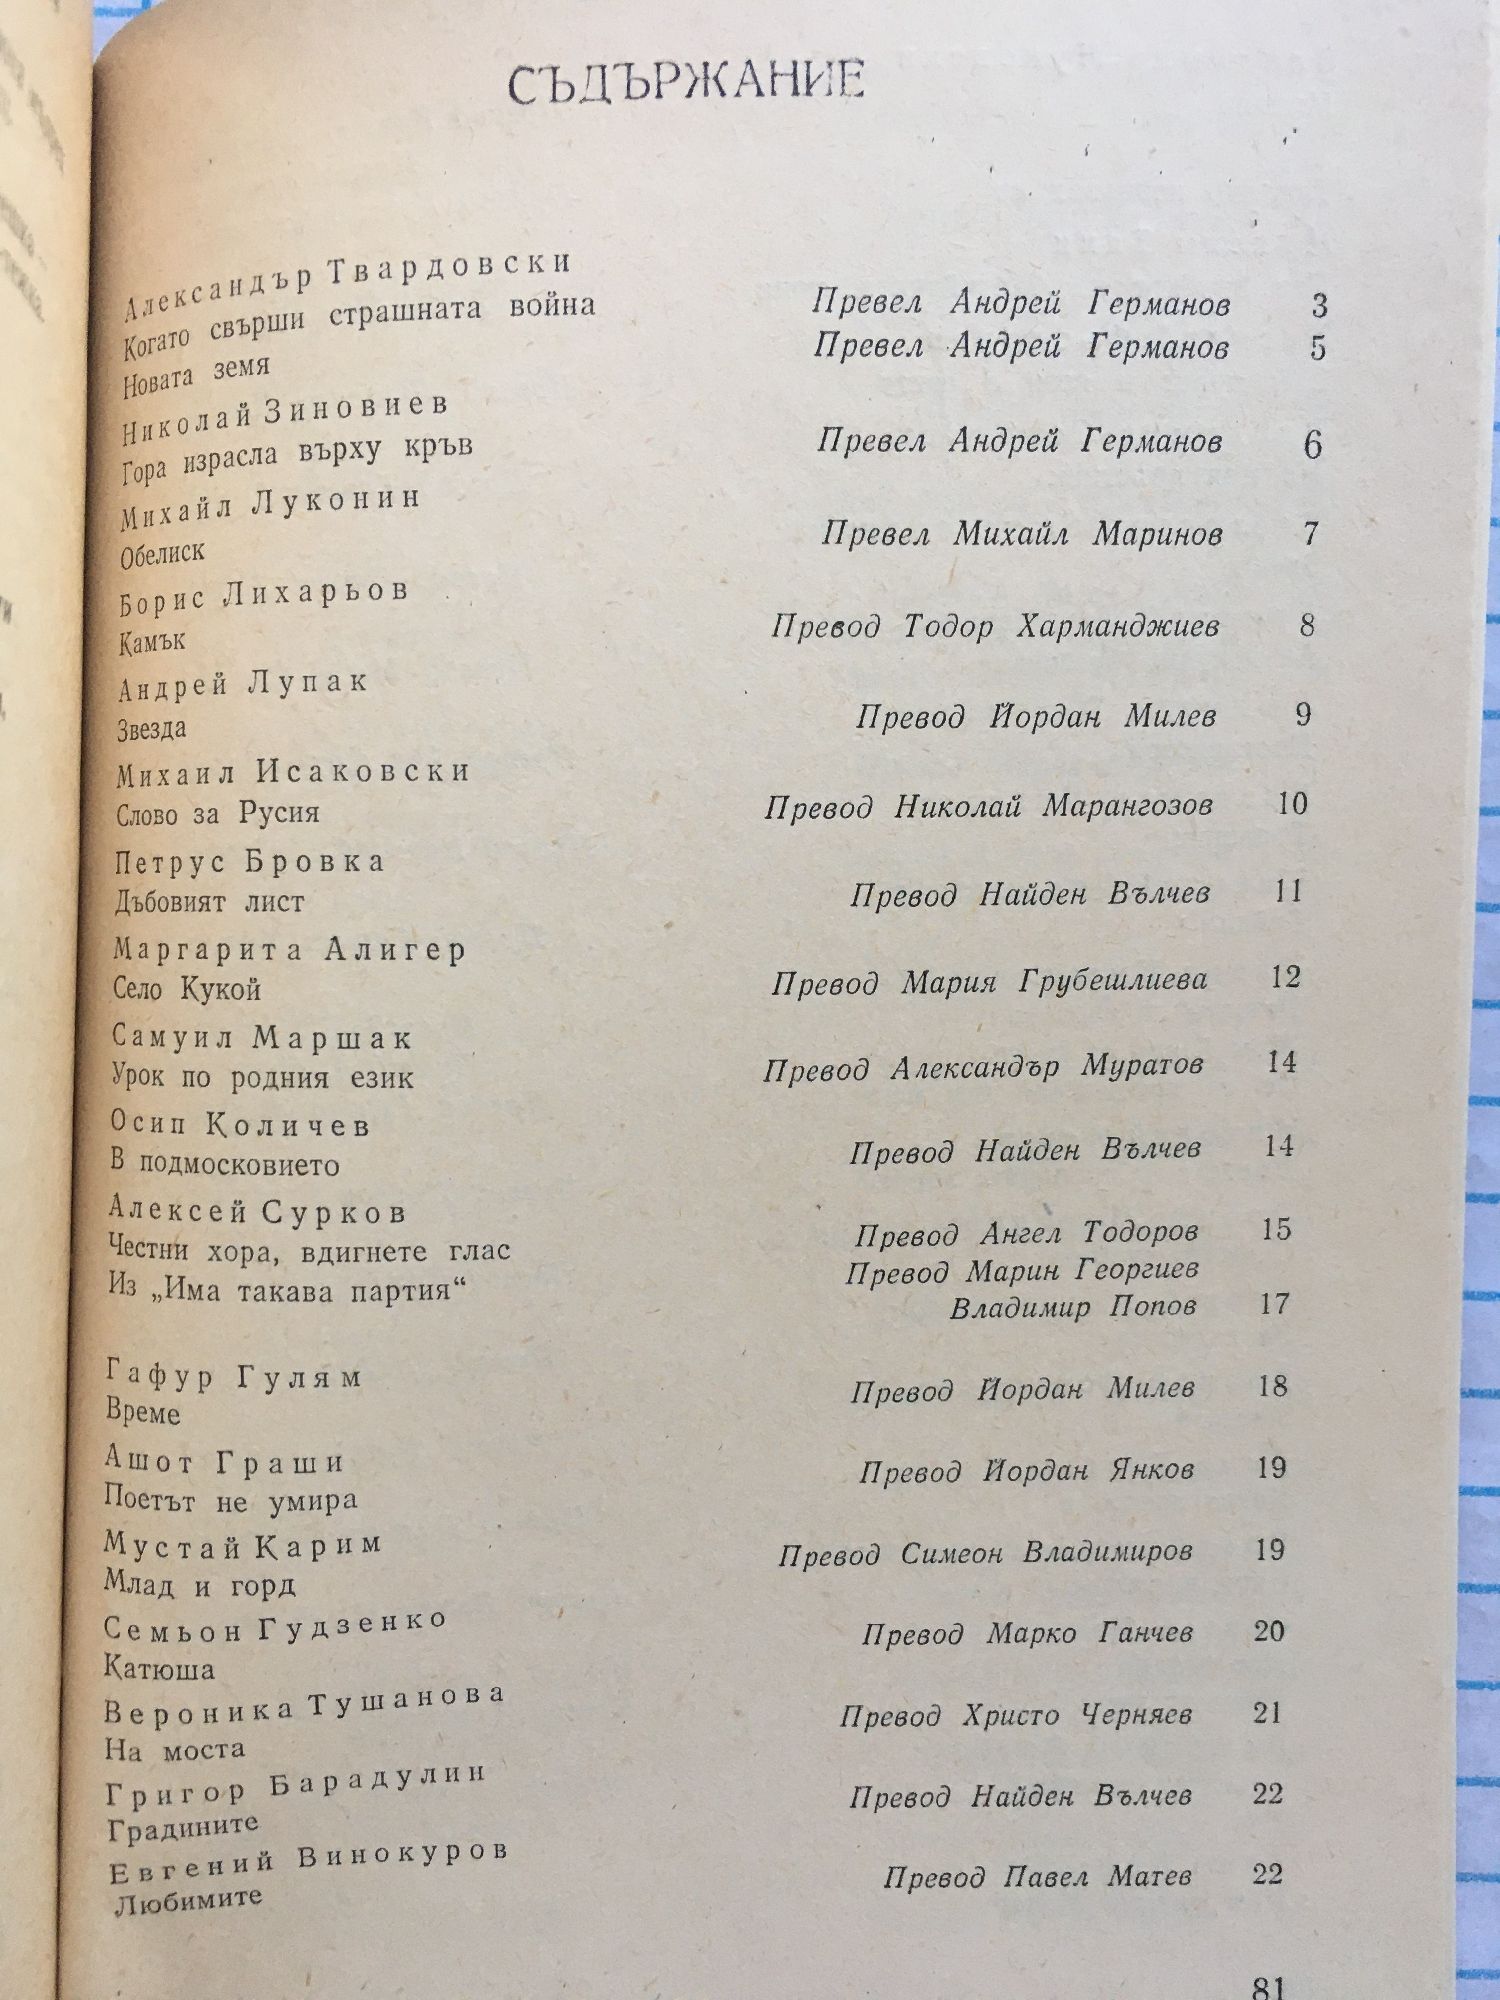 СЪДЪРЖАНИЕ
Александър Твардовски
Когато свърши страшната война Превел Андрей Германов 3
Новата земя Превел Андрей Германов 5
Николай Зиновиев
Гора израсла върху кръв Превел Андрей Германов 6
Михайл Луконин
Обелиск Превел Михайл Маринов 7
Борис Лихарьов
Камък Превод Тодор Харманджиев 8
Андрей Лупак
Звезда Превод Йордан Милев 9
Михаил Исаковски
Слово за Русия Превод Николай Марангозов 10
Петрус Бровка
Дъбовият лист Превод Найден Вълчев 11
Маргарита Алигер
Село Кукой Превод Мария Грубешлиева 12
Самуил Маршак
Урок по родния език Превод Александър Муратов 14
Осип Количев
В подмосковието Превод Найден Вълчев 14
Алексей Сурков
Честни хора, вдигнете глас Превод Ангел Тодоров 15
Из „Има такава партия“ Превод Марин Георгиев
Владимир Попов 17
Гафур Гулям
Време Превод Йордан Милев 18
Ашот Граши
Поетът не умира Превод Йордан Янков 19
Мустай Карим
Млад и горд Превод Симеон Владимиров 19
Семьон Гудзенко
Катюша Превод Марко Ганчев 20
Вероника Тушанова
На моста Превод Христо Черняев 21
Григор Барадулин
Градините Превод Найден Вълчев 22
Евгений Винокуров
Любимите Превод Павел Матев 22
81